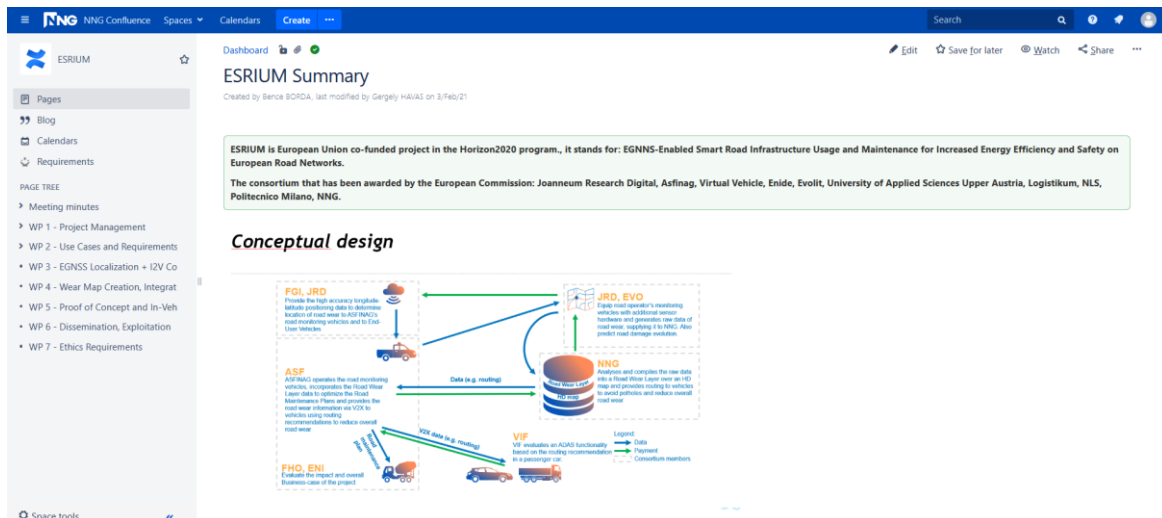 NNG NNG Confluence Spaces Calendars Create ··· Search
ESRIUM
Pages
Blog
Calendars
Requirements
PAGE TREE
Meeting minutes
WP 1 - Project Management
WP 2 - Use Cases and Requirements
WP 3 - EGNSS Localization + I2V Co
WP 4 - Wear Map Creation, Integrat
WP 5 - Proof of Concept and In-Veh
WP 6 - Dissemination, Exploitation
WP 7 - Ethics Requirements
Space tools
Dashboard
Edit Save for later Watch Share ···
ESRIUM Summary
Created by Bence BORDA, last modified by Gergely HAVAS on 3/Feb/21
ESRIUM is European Union co-funded project in the Horizon2020 program., it stands for: EGNNS-Enabled Smart Road Infrastructure Usage and Maintenance for Increased Energy Efficiency and Safety on
European Road Networks.
The consortium that has been awarded by the European Commission: Joanneum Research Digital, Asfinag, Virtual Vehicle, Enide, Evolit, University of Applied Sciences Upper Austria, Logistikum, NLS,
Politecnico Milano, NNG.
Conceptual design
FGI, JRD
Provide the high accuracy longitude-
latitude positioning data to determine
location of road wear to ASFINAG's
road monitoring vehicles and to End-
User Vehicles
JRD, EVO
Equip road operator's monitoring
vehicles with additional sensor
hardware and generates raw data of
road wear, supplying it to NNG. Also
predict road damage evolution.
ASF
ASFINAG operates the road monitoring
vehicles, incorporates the Road Wear
Layer data to optimize the Road
Maintenance Plans and provides the
road wear information via V2X to
vehicles using routing
recommendations to reduce overall
road wear
Data (e.g. routing)
Road Wear Layer
HD map
NNG
Analyses and compiles the raw data
into a Road Wear Layer over an HD
map and provides routing to vehicles
to avoid potholes and reduce overall
road wear
Road
maintenance
plan
V2X data (e.g. routing)
VIF
VIF evaluates an ADAS functionality
based on the routing recommendation
in a passenger car.
Legend:
Data
Payment
Consortium members
FHO, ENI
Evaluate the impact and overall
Business case of the project